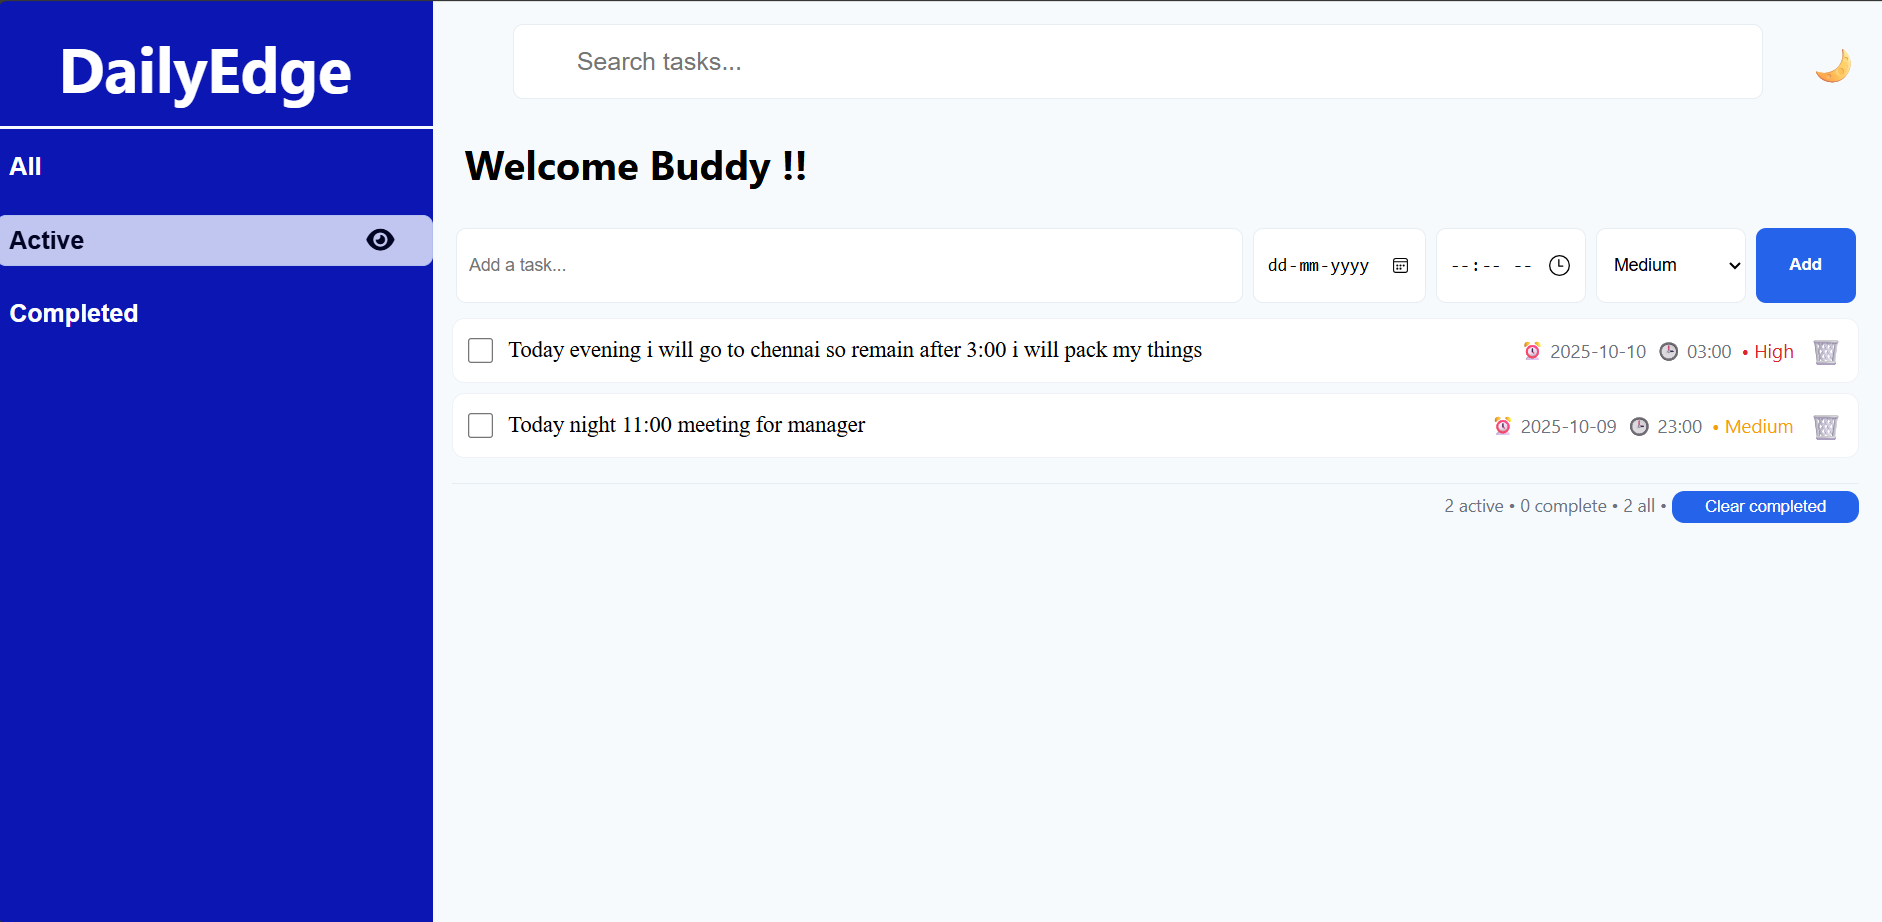 DailyEdge
Search tasks...
All
Welcome Buddy !!
Active
Add a task...
dd-mm-yyyy
--:-- --
Medium
Add
Completed
Today evening i will go to chennai so remain after 3:00 i will pack my things
2025-10-10 03:00 • High
Today night 11:00 meeting for manager
2025-10-09 23:00 • Medium
2 active • 0 complete • 2 all • Clear completed